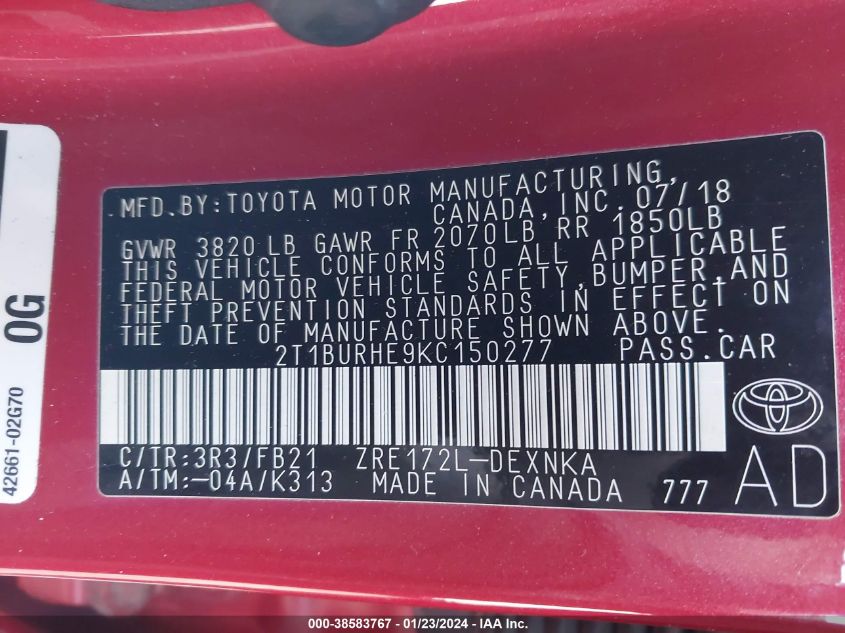 MFD.BY:TOYOTA MOTOR MANUFACTURING,
CANADA, INC. 07/18
GVWR 3820 LB GAWR FR 2070LB RR 1850LB
THIS VEHICLE CONFORMS TO ALL APPLICABLE
FEDERAL MOTOR VEHICLE SAFETY,BUMPER,AND
THEFT PREVENTION STANDARDS IN EFFECT ON
THE DATE OF MANUFACTURE SHOWN ABOVE.
2T1BURHE9KC150277 PASS.CAR
C/TR:3R3/FB21 ZRE172L-DEXNKA
A/TM:-04A/K313 MADE IN CANADA 777 AD
0G
42661-02G70
000-38583767 - 01/23/2024 - IAA Inc.